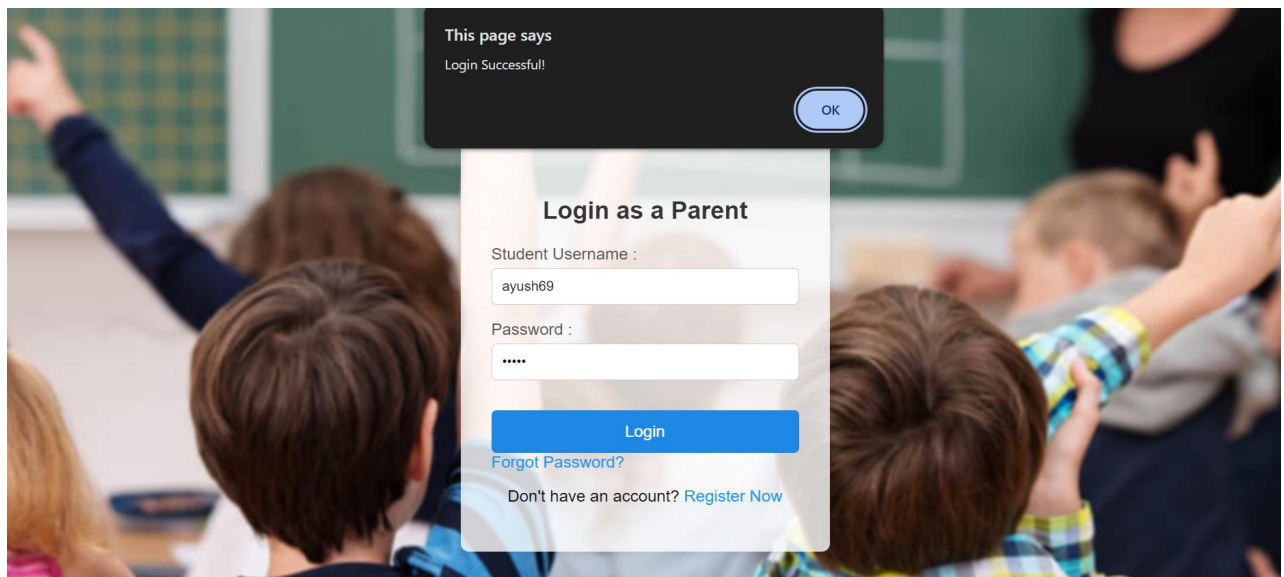 This page says
Login Successful!
OK
Login as a Parent
Student Username :
ayush69
Password :
•••••
Login
Forgot Password?
Don't have an account? Register Now